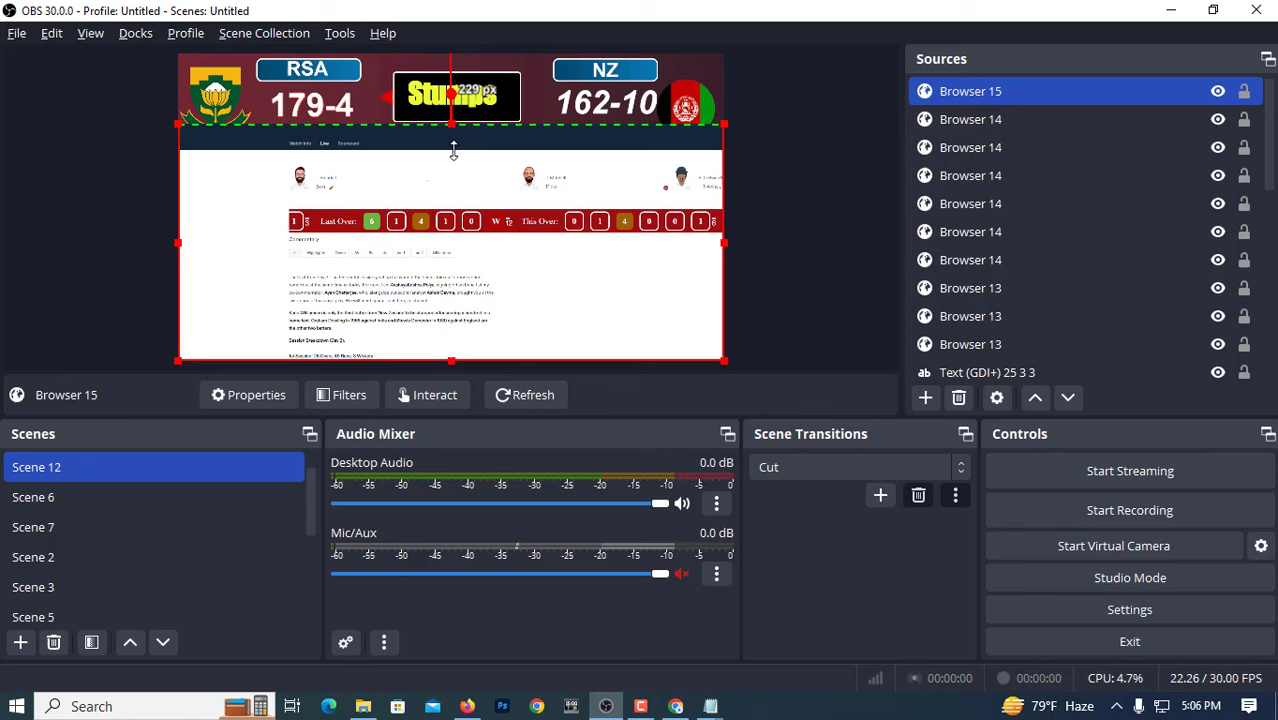 OBS 30.0.0 - Profile: Untitled - Scenes: Untitled
File Edit View Docks Profile Scene Collection Tools Help
RSA
179-4
Stumps
229 px
NZ
162-10
Match Info Live Scorecard
Last Over: 6 1 4 1 0 This Over: 0 1 4 0 0 1
Commentary
Highlights Overs W
Sources
Browser 15
Browser 14
Browser 14
Browser 14
Browser 14
Browser 14
Browser 14
Browser 13
Browser 13
Browser 13
ab Text (GDI+) 25 3 3
Browser 15 Properties Filters Interact Refresh
Scenes
Scene 12
Scene 6
Scene 7
Scene 2
Scene 3
Scene 5
Audio Mixer
Desktop Audio 0.0 dB
-60 -55 -50 -45 -40 -35 -30 -25 -20 -15 -10 -5 0
Mic/Aux 0.0 dB
-60 -55 -50 -45 -40 -35 -30 -25 -20 -15 -10 -5 0
Scene Transitions
Cut
Controls
Start Streaming
Start Recording
Start Virtual Camera
Studio Mode
Settings
Exit
00:00:00 00:00:00 CPU: 4.7% 22.26 / 30.00 FPS
Search
79°F Haze
5:06 PM